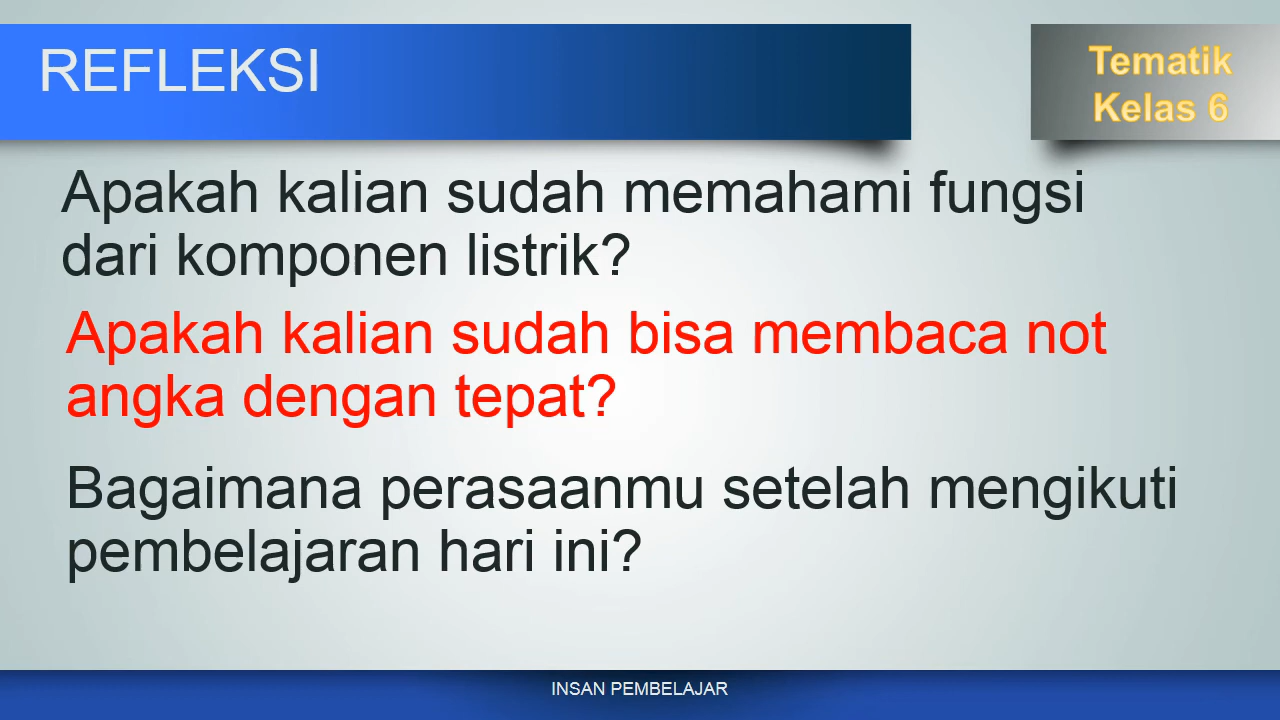 REFLEKSI
Tematik
Kelas 6
Apakah kalian sudah memahami fungsi
dari komponen listrik?
Apakah kalian sudah bisa membaca not
angka dengan tepat?
Bagaimana perasaanmu setelah mengikuti
pembelajaran hari ini?
INSAN PEMBELAJAR